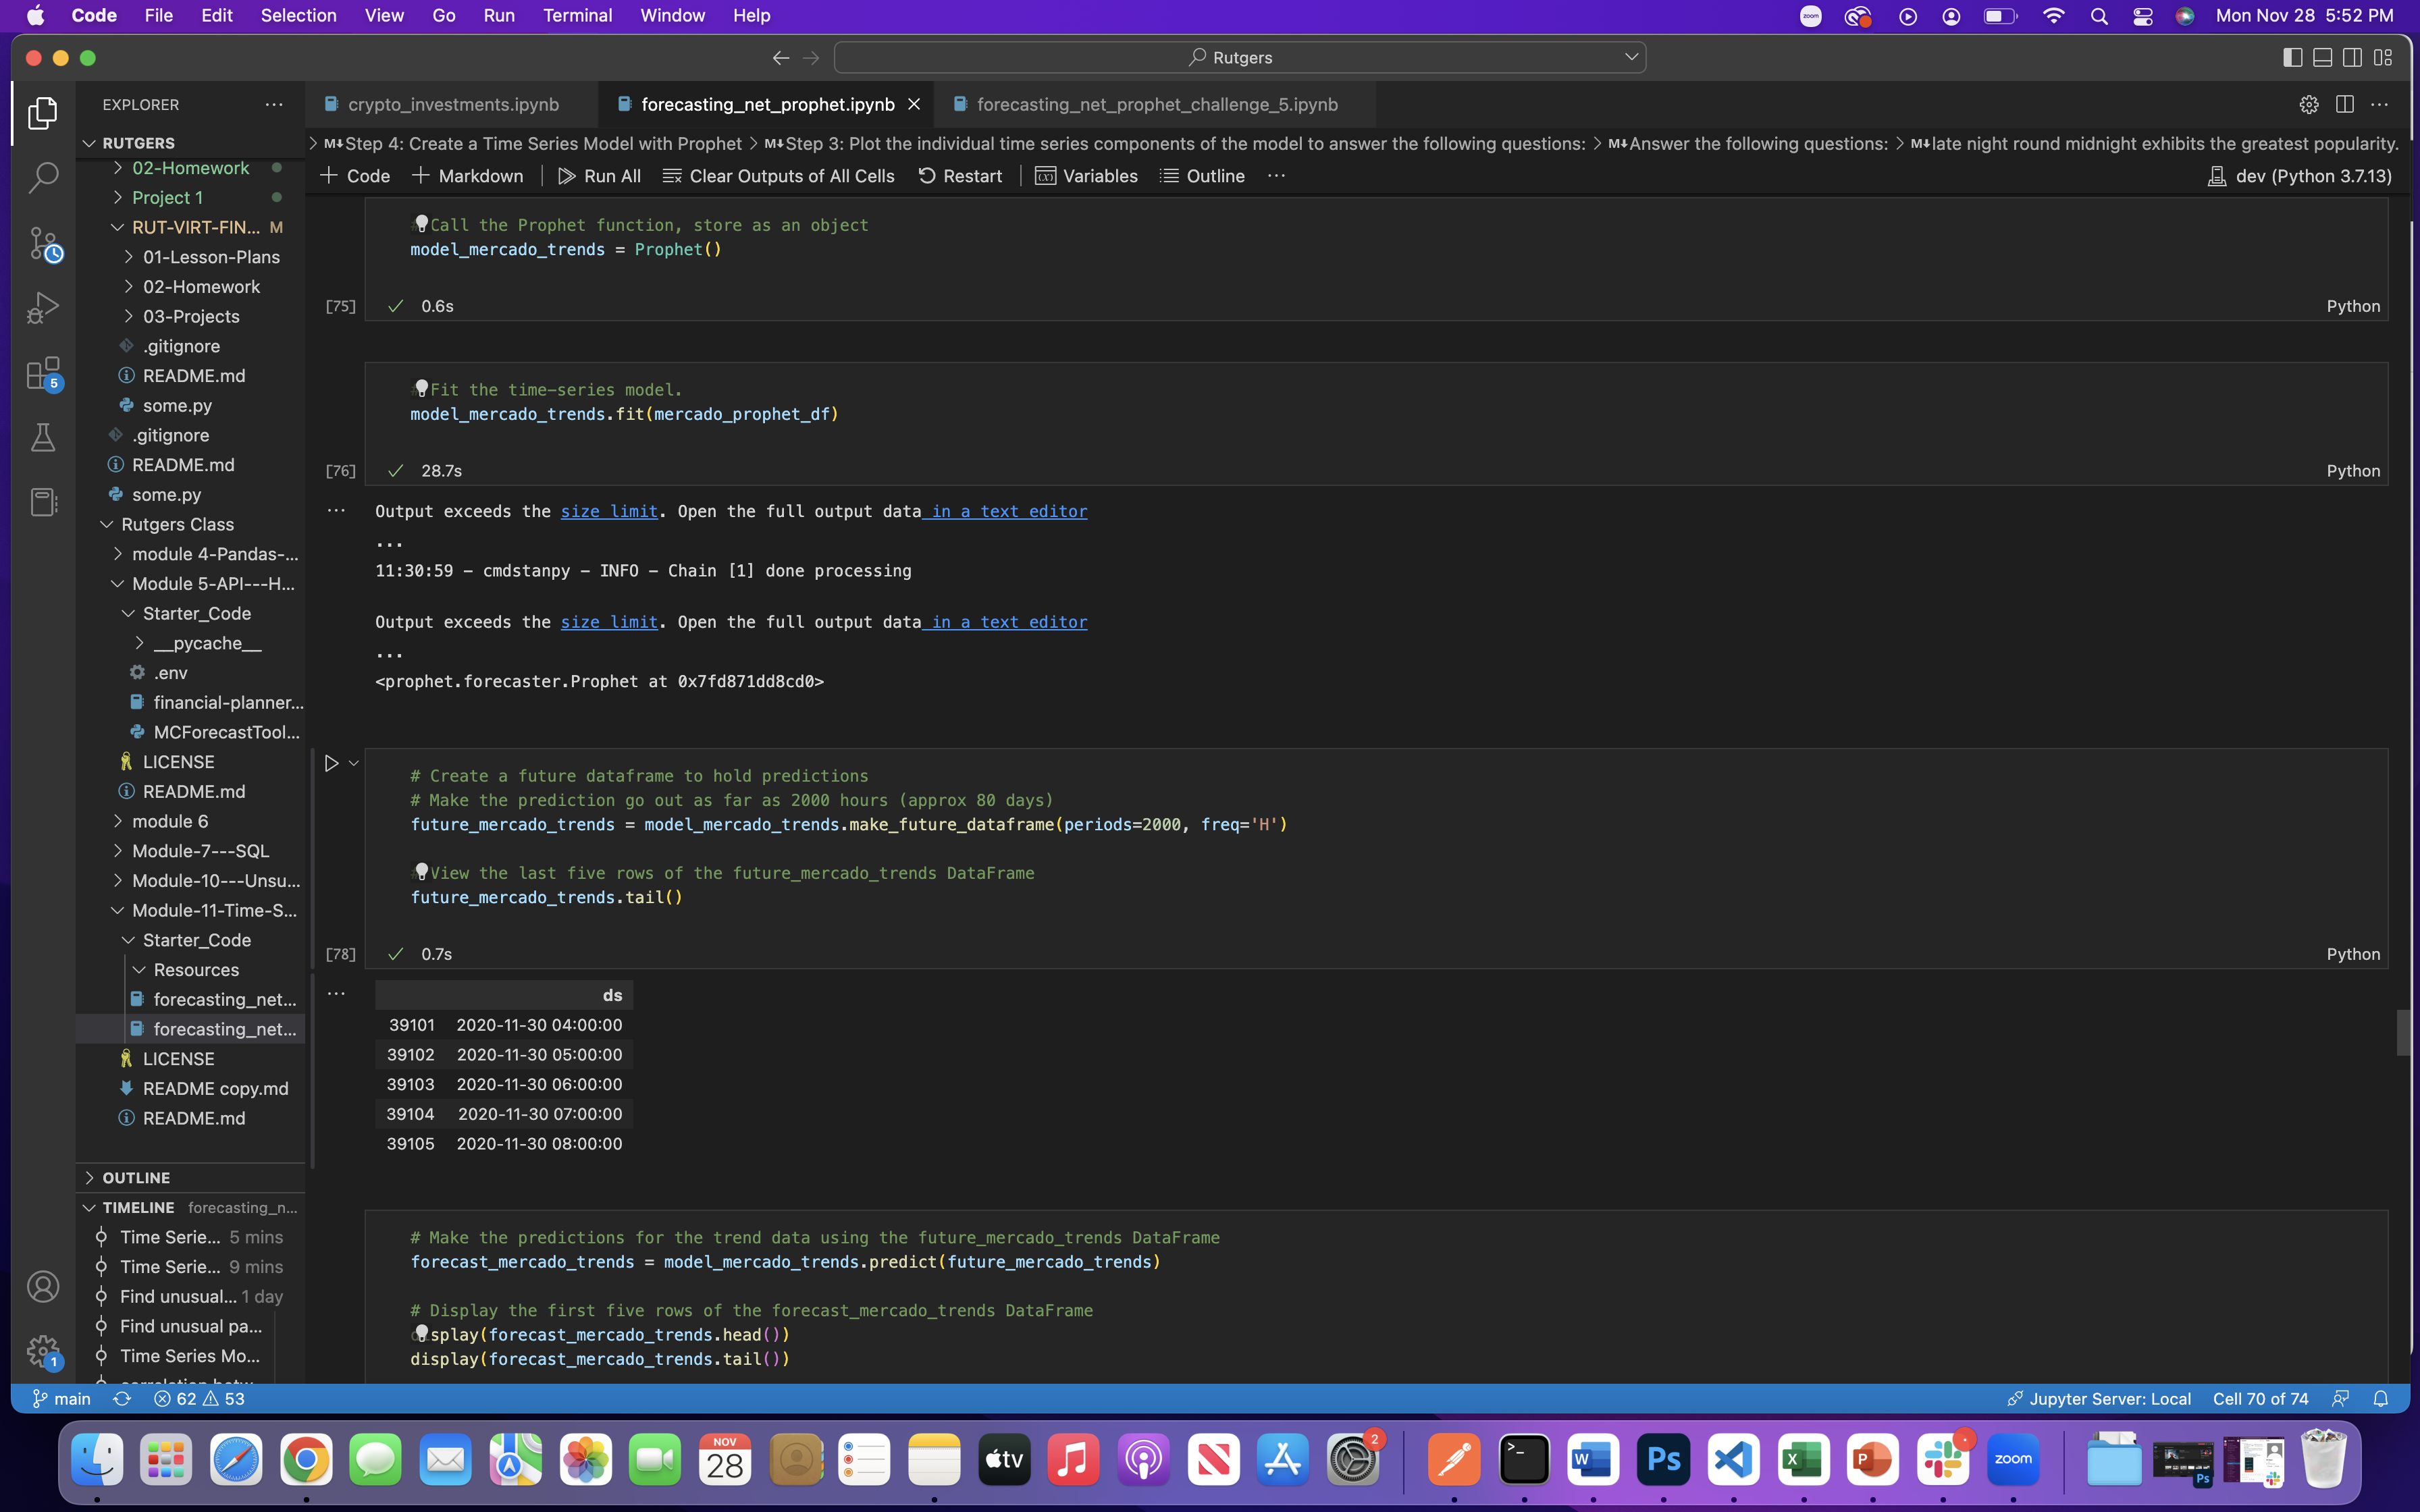 Code File Edit Selection View Go Run Terminal Window Help
zoom
Mon Nov 28 5:52 PM
Rutgers
EXPLORER
RUTGERS
02-Homework
Project 1
RUT-VIRT-FIN... M
01-Lesson-Plans
02-Homework
03-Projects
.gitignore
README.md
some.py
.gitignore
README.md
some.py
Rutgers Class
module 4-Pandas-...
Module 5-API---H...
Starter_Code
__pycache__
.env
financial-planner...
MCForecastTool...
LICENSE
README.md
module 6
Module-7---SQL
Module-10---Unsu...
Module-11-Time-S...
Starter_Code
Resources
forecasting_net...
forecasting_net...
LICENSE
README copy.md
README.md
OUTLINE
TIMELINE forecasting_n...
Time Serie... 5 mins
Time Serie... 9 mins
Find unusual... 1 day
Find unusual pa...
Time Series Mo...
5
1
crypto_investments.ipynb
forecasting_net_prophet.ipynb
forecasting_net_prophet_challenge_5.ipynb
M↓Step 4: Create a Time Series Model with Prophet > M↓Step 3: Plot the individual time series components of the model to answer the following questions: > M↓Answer the following questions: > M↓late night round midnight exhibits the greatest popularity.
+ Code + Markdown Run All Clear Outputs of All Cells Restart Variables Outline ...
dev (Python 3.7.13)
Call the Prophet function, store as an object
model_mercado_trends = Prophet()
[75] ✓ 0.6s Python
Fit the time-series model.
model_mercado_trends.fit(mercado_prophet_df)
[76] ✓ 28.7s Python
Output exceeds the size limit. Open the full output data in a text editor
...
11:30:59 - cmdstanpy - INFO - Chain [1] done processing
Output exceeds the size limit. Open the full output data in a text editor
...
<prophet.forecaster.Prophet at 0x7fd871dd8cd0>
# Create a future dataframe to hold predictions
# Make the prediction go out as far as 2000 hours (approx 80 days)
future_mercado_trends = model_mercado_trends.make_future_dataframe(periods=2000, freq='H')
View the last five rows of the future_mercado_trends DataFrame
future_mercado_trends.tail()
[78] ✓ 0.7s Python
ds
39101 2020-11-30 04:00:00
39102 2020-11-30 05:00:00
39103 2020-11-30 06:00:00
39104 2020-11-30 07:00:00
39105 2020-11-30 08:00:00
# Make the predictions for the trend data using the future_mercado_trends DataFrame
forecast_mercado_trends = model_mercado_trends.predict(future_mercado_trends)
# Display the first five rows of the forecast_mercado_trends DataFrame
splay(forecast_mercado_trends.head())
display(forecast_mercado_trends.tail())
main 62 53
Jupyter Server: Local Cell 70 of 74
NOV
28
tv
2
W
Ps
X
P
zoom
Ps